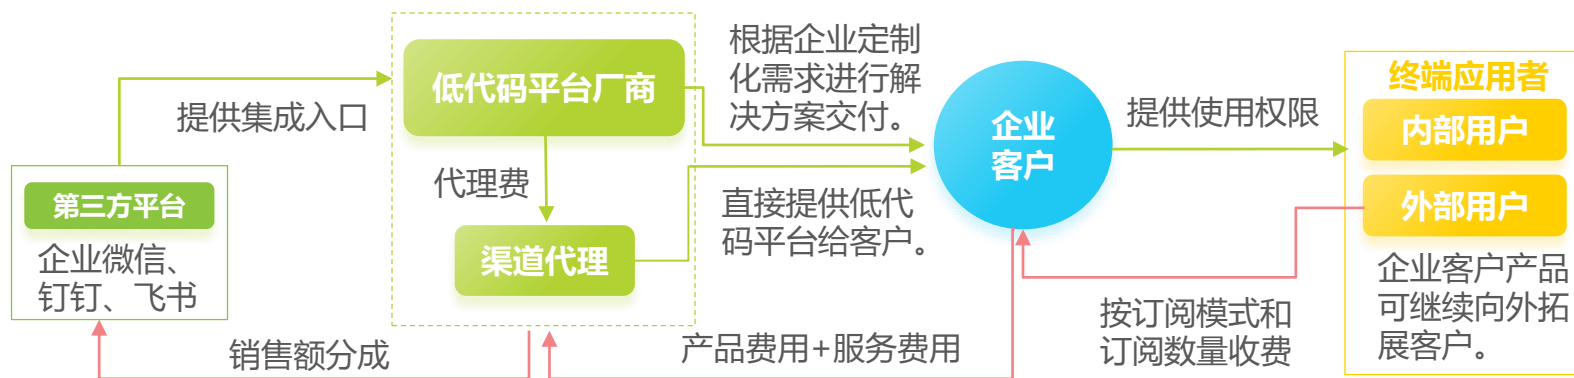 提供集成入口
第三方平台
企业微信、
钉钉、飞书
销售额分成
低代码平台厂商
代理费
渠道代理
根据企业定制
化需求进行解
决方案交付。
直接提供低代
码平台给客户。
产品费用+服务费用
企业
客户
提供使用权限
按订阅模式和
订阅数量收费
终端应用者
内部用户
外部用户
企业客户产品
可继续向外拓
展客户。